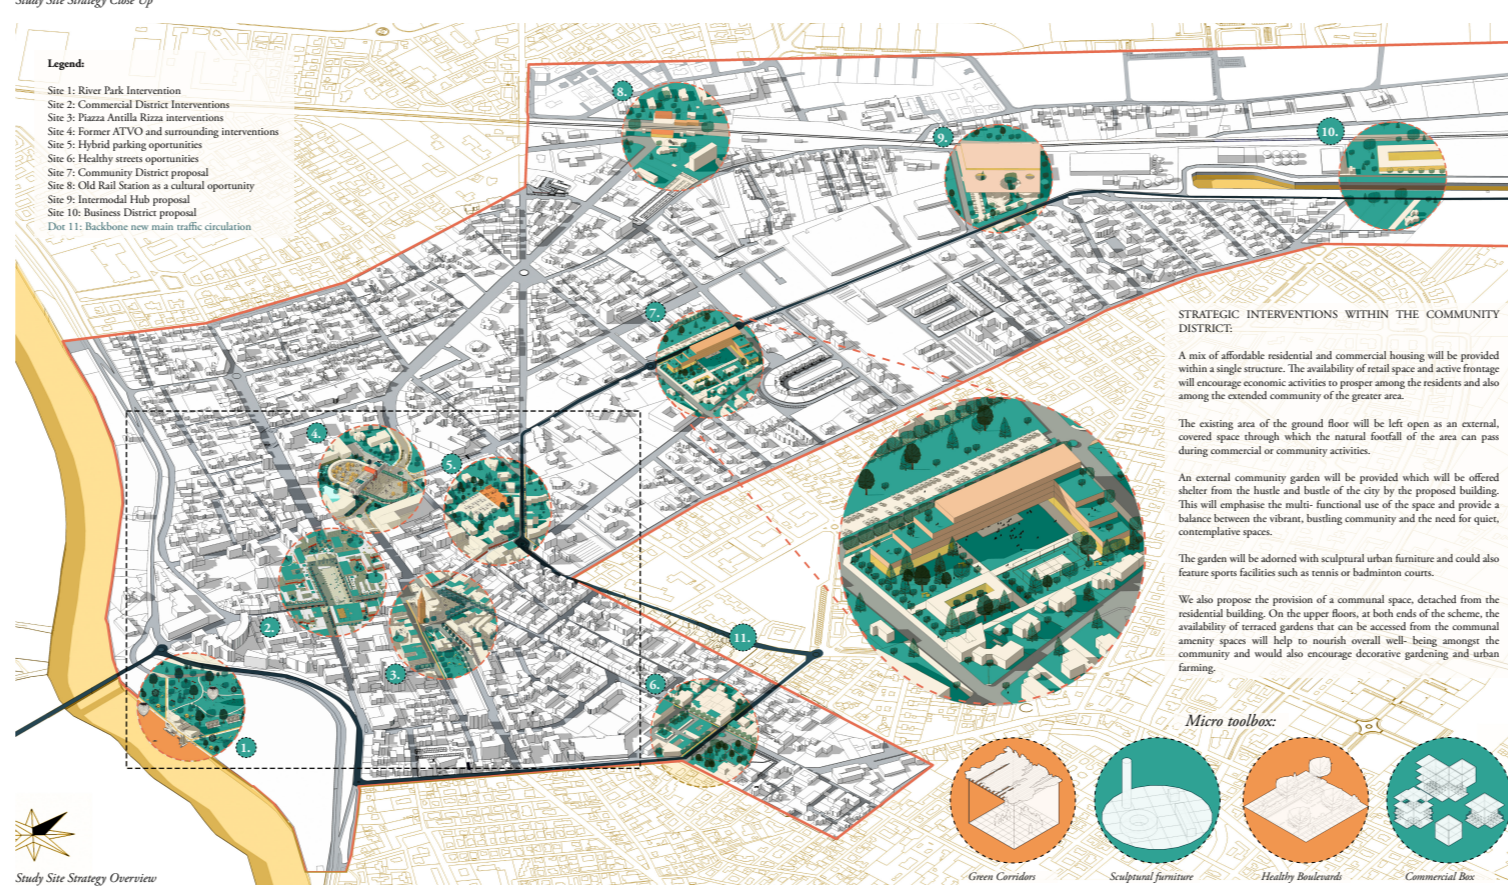 Study Site Strategy Close Up
Legend:
Site 1: River Park Intervention
Site 2: Commercial District Interventions
Site 3: Piazza Antilla Rizza interventions
Site 4: Former ATVO and surrounding interventions
Site 5: Hybrid parking oportunities
Site 6: Healthy streets oportunities
Site 7: Community District proposal
Site 8: Old Rail Station as a cultural oportunity
Site 9: Intermodal Hub proposal
Site 10: Business District proposal
Dot 11: Backbone new main traffic circulation
8.
9.
10.
7.
4.
5.
2.
3.
11.
6.
1.
STRATEGIC INTERVENTIONS WITHIN THE COMMUNITY
DISTRICT:
A mix of affordable residential and commercial housing will be provided
within a single structure. The availability of retail space and active frontage
will encourage economic activities to prosper among the residents and also
among the extended community of the greater area.
The existing area of the ground floor will be left open as an external,
covered space through which the natural footfall of the area can pass
during commercial or community activities.
An external community garden will be provided which will be offered
shelter from the hustle and bustle of the city by the proposed building.
This will emphasise the multi- functional use of the space and provide a
balance between the vibrant, bustling community and the need for quiet,
contemplative spaces.
The garden will be adorned with sculptural urban furniture and could also
feature sports facilities such as tennis or badminton courts.
We also propose the provision of a communal space, detached from the
residential building. On the upper floors, at both ends of the scheme, the
availability of terraced gardens that can be accessed from the communal
amenity spaces will help to nourish overall well- being amongst the
community and would also encourage decorative gardening and urban
farming.
Micro toolbox:
Green Corridors
Sculptural furniture
Healthy Boulevards
Commercial Box
Study Site Strategy Overview